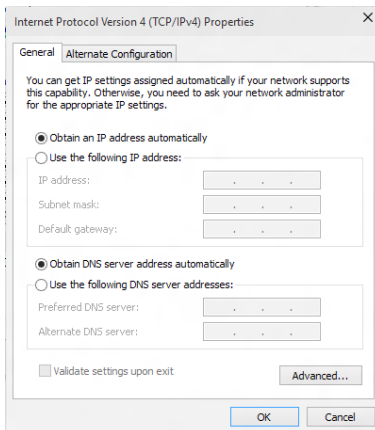 Internet Protocol Version 4 (TCP/IPv4) Properties
General
Alternate Configuration
You can get IP settings assigned automatically if your network supports
this capability. Otherwise, you need to ask your network administrator
for the appropriate IP settings.
Obtain an IP address automatically
Use the following IP address:
IP address:
Subnet mask:
Default gateway:
Obtain DNS server address automatically
Use the following DNS server addresses:
Preferred DNS server:
Alternate DNS server:
Validate settings upon exit
Advanced...
OK
Cancel